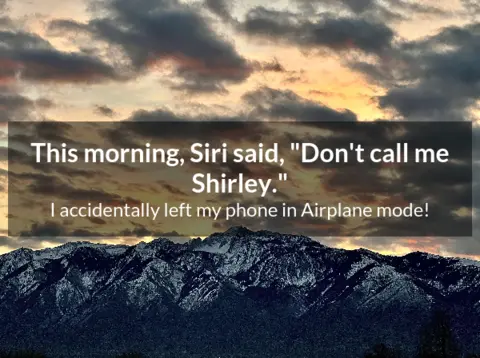 This morning, Siri said, "Don't call me
Shirley."
I accidentally left my phone in Airplane mode!